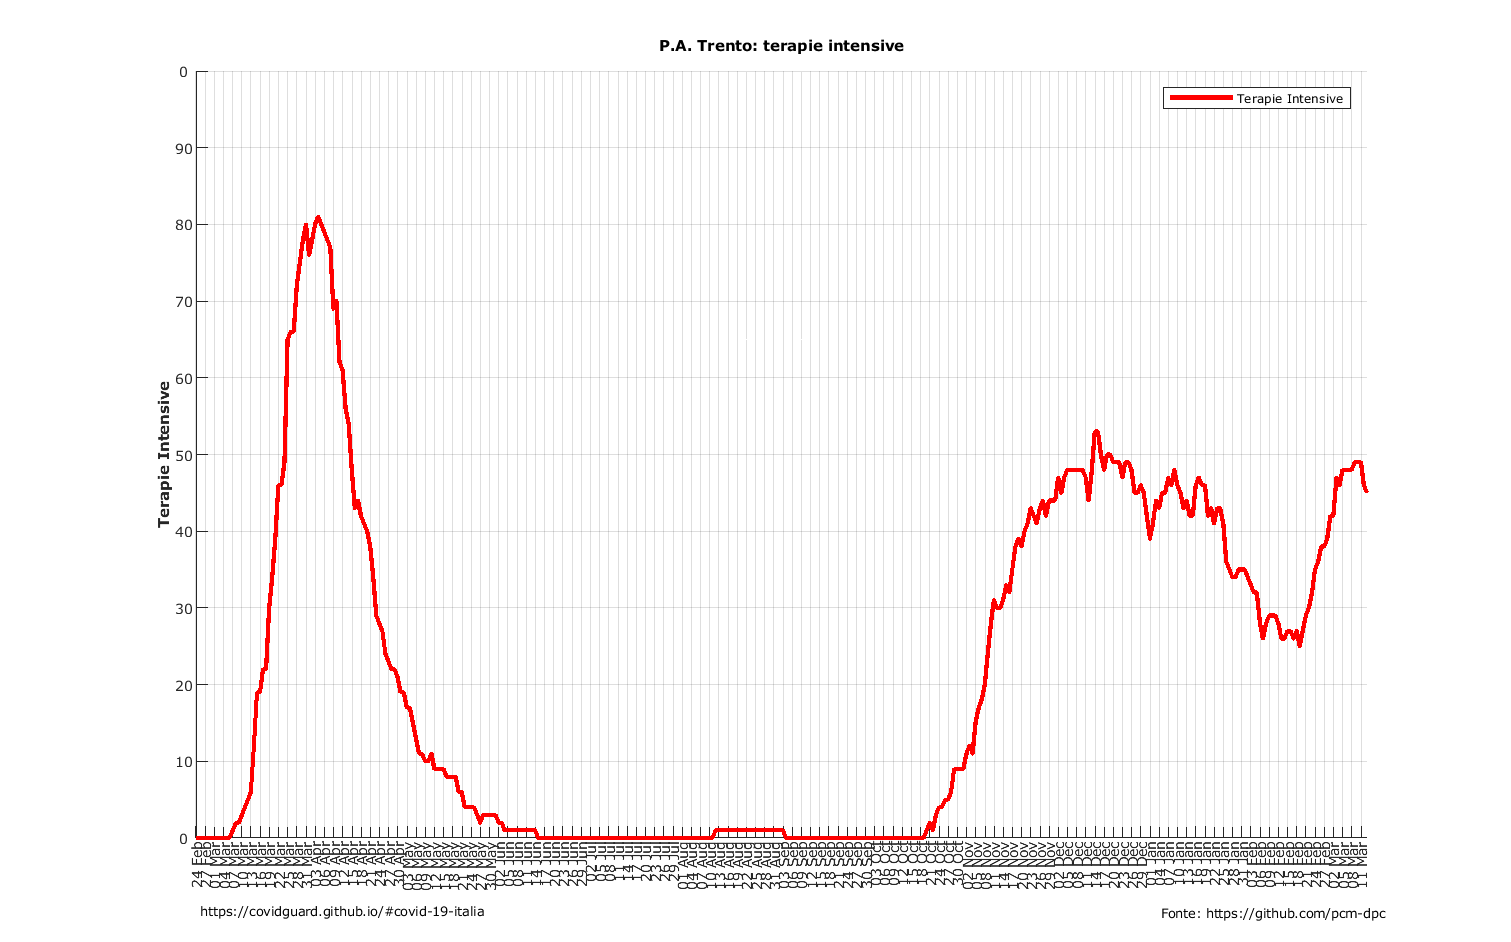 P.A. Trento: terapie intensive
Terapie Intensive
Terapie Intensive
0
90
80
70
60
50
40
30
20
10
0
24 Feb
27 Feb
01 Mar
04 Mar
07 Mar
10 Mar
13 Mar
16 Mar
19 Mar
22 Mar
25 Mar
28 Mar
31 Mar
03 Apr
06 Apr
09 Apr
12 Apr
15 Apr
18 Apr
21 Apr
24 Apr
27 Apr
30 Apr
03 May
06 May
09 May
12 May
15 May
18 May
21 May
24 May
27 May
30 May
02 Jun
05 Jun
08 Jun
11 Jun
14 Jun
17 Jun
20 Jun
23 Jun
26 Jun
29 Jun
02 Jul
05 Jul
08 Jul
11 Jul
14 Jul
17 Jul
20 Jul
23 Jul
26 Jul
29 Jul
01 Aug
04 Aug
07 Aug
10 Aug
13 Aug
16 Aug
19 Aug
22 Aug
25 Aug
28 Aug
31 Aug
03 Sep
06 Sep
09 Sep
12 Sep
15 Sep
18 Sep
21 Sep
24 Sep
27 Sep
30 Sep
03 Oct
06 Oct
09 Oct
12 Oct
15 Oct
18 Oct
21 Oct
24 Oct
27 Oct
30 Oct
02 Nov
05 Nov
08 Nov
11 Nov
14 Nov
17 Nov
20 Nov
23 Nov
26 Nov
29 Nov
02 Dec
05 Dec
08 Dec
11 Dec
14 Dec
17 Dec
20 Dec
23 Dec
26 Dec
29 Dec
01 Jan
04 Jan
07 Jan
10 Jan
13 Jan
16 Jan
19 Jan
22 Jan
25 Jan
28 Jan
31 Jan
03 Feb
06 Feb
09 Feb
12 Feb
15 Feb
18 Feb
21 Feb
24 Feb
27 Feb
02 Mar
05 Mar
08 Mar
11 Mar
https://covidguard.github.io/#covid-19-italia
Fonte: https://github.com/pcm-dpc